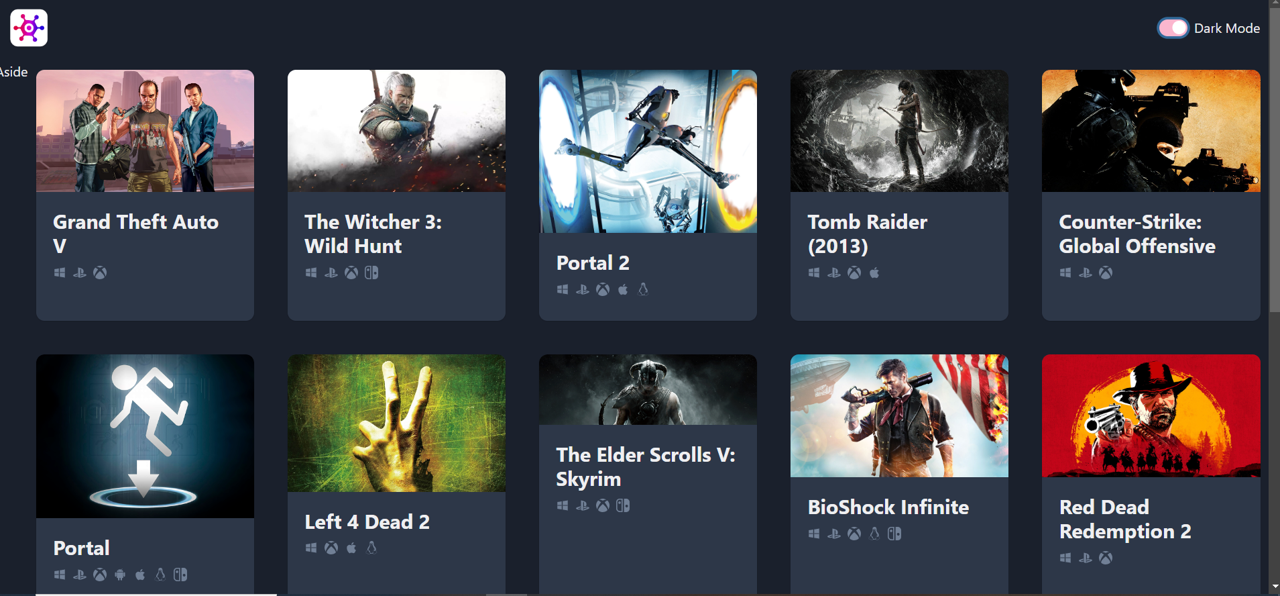 Dark Mode
Aside
Grand Theft Auto
V
The Witcher 3:
Wild Hunt
Portal 2
Tomb Raider
(2013)
Counter-Strike:
Global Offensive
Portal
Left 4 Dead 2
The Elder Scrolls V:
Skyrim
BioShock Infinite
Red Dead
Redemption 2